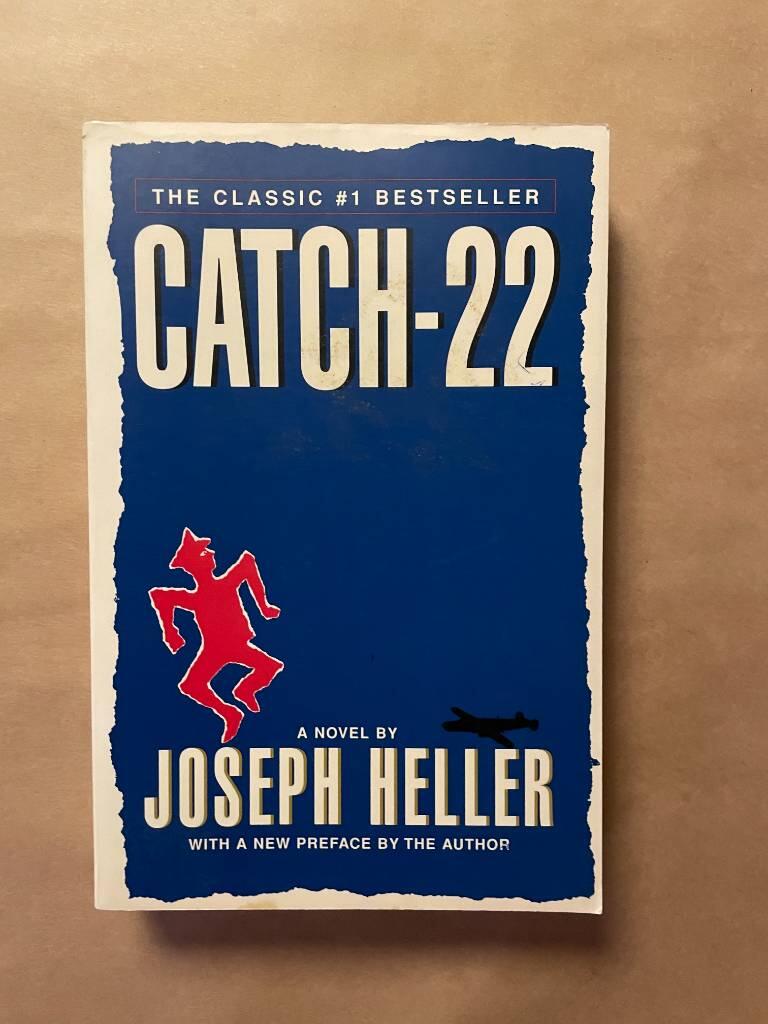 THE CLASSIC #1 BESTSELLER
CATCH-22
A NOVEL BY
JOSEPH HELLER
WITH A NEW PREFACE BY THE AUTHOR